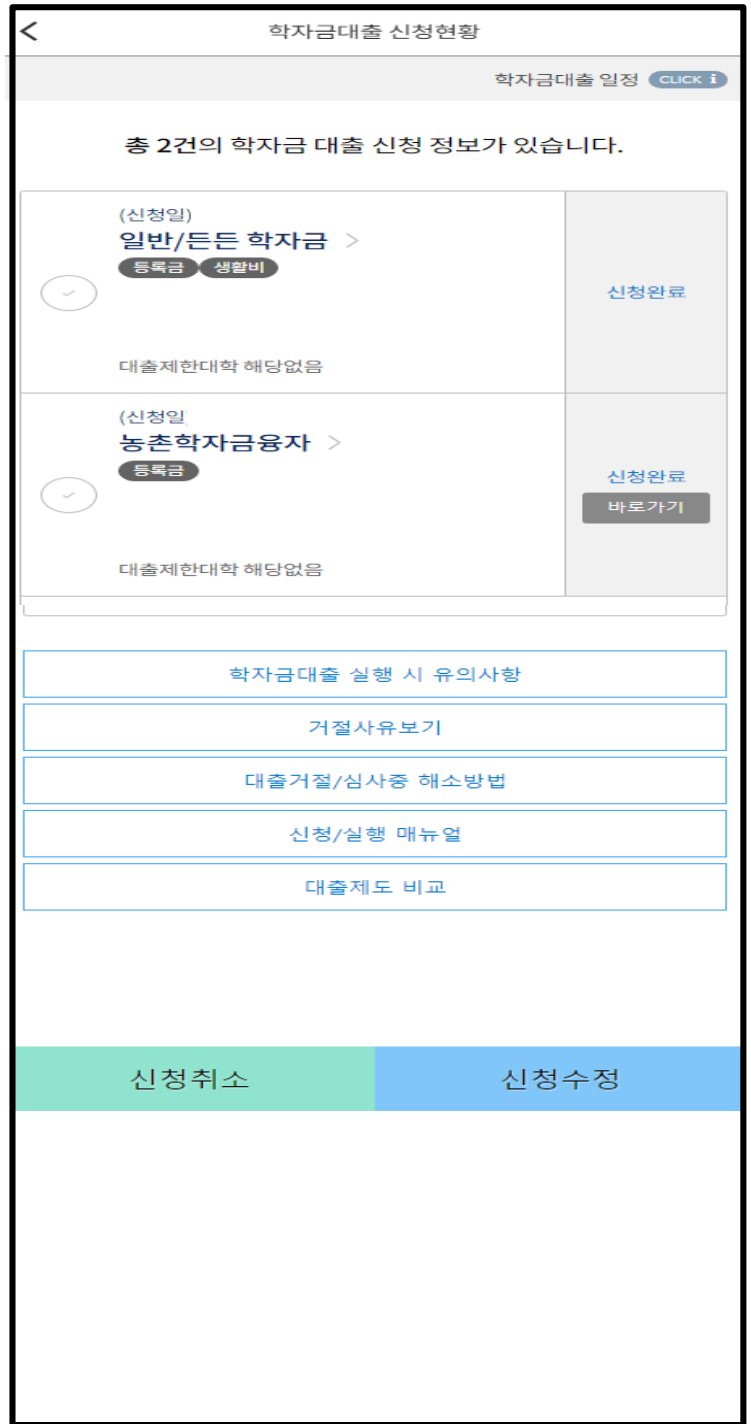 학자금대출 신청현황
학자금대출 일정 CLICK i
총 2건의 학자금 대출 신청 정보가 있습니다.
(신청일)
일반/든든 학자금 >
등록금 생활비
신청완료
대출제한대학 해당없음
(신청일
농촌학자금융자 >
등록금
신청완료
바로가기
대출제한대학 해당없음
학자금대출 실행 시 유의사항
거절사유보기
대출거절/심사중 해소방법
신청/실행 매뉴얼
대출제도 비교
신청취소 신청수정